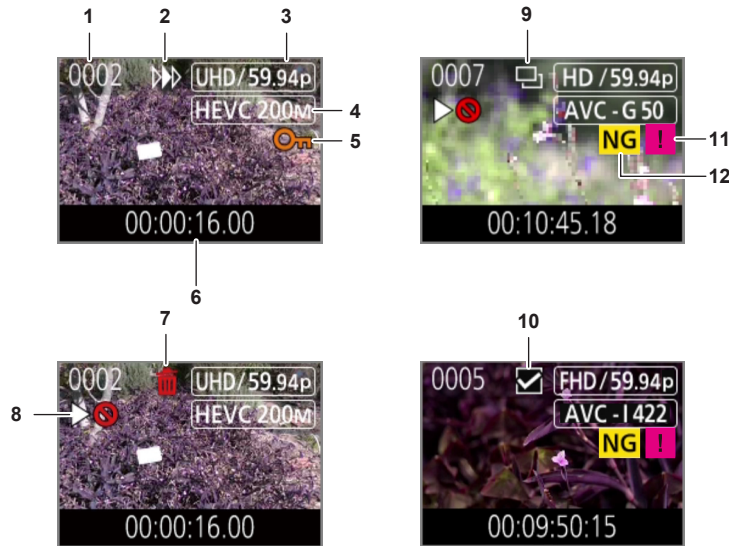 1 2 3
9
0002 UHD/59.94p
HEVC 200M
4
5
00:00:16.00
6
0007 HD/59.94p
AVC-G 50
NG !
11
12
00:10:45.18
7
10
0002 UHD/59.94p
8
HEVC 200M
00:00:16.00
0005 FHD/59.94p
AVC-I 422
NG !
00:09:50:15